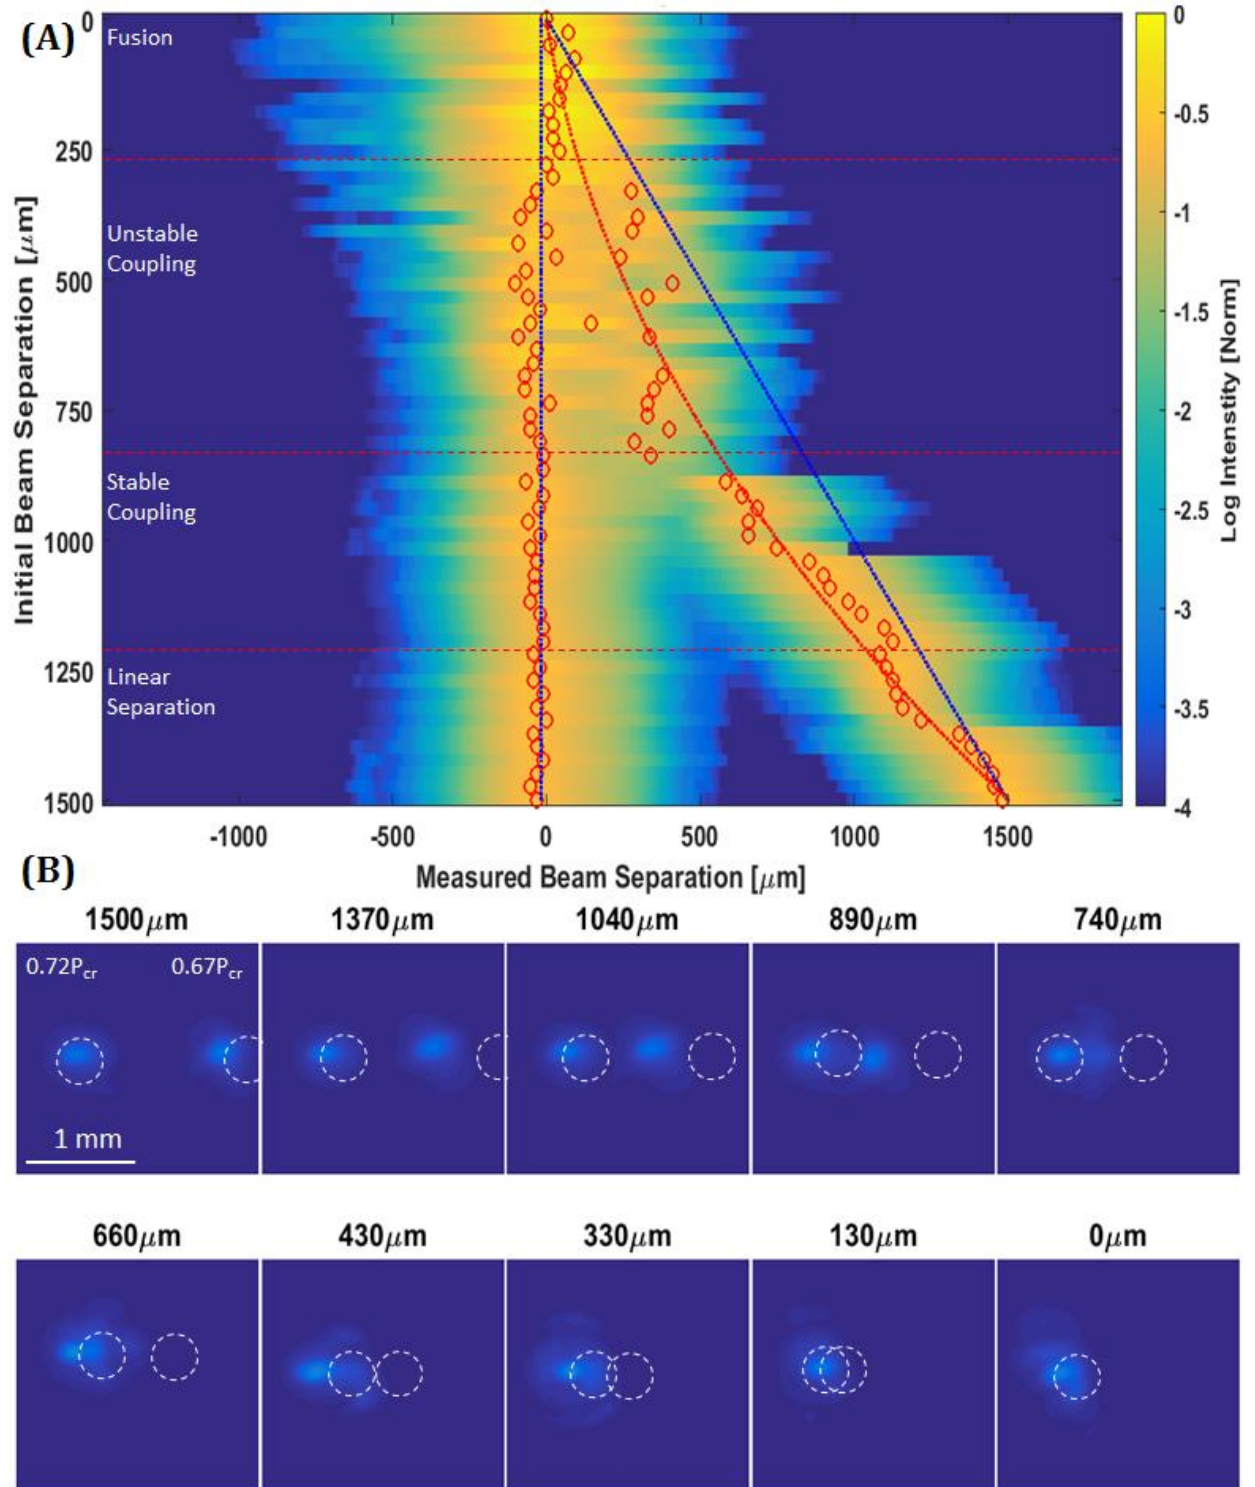 (A)
Fusion
Unstable
Coupling
Stable
Coupling
Linear
Separation
Initial Beam Separation [μm]
0
250
500
750
1000
1250
1500
-1000
-500
0
500
1000
1500
Measured Beam Separation [μm]
0
-0.5
-1
-1.5
-2
-2.5
-3
-3.5
-4
Log Intenstity [Norm]
(B)
1500μm
1370μm
1040μm
890μm
740μm
0.72Pcr
0.67Pcr
1 mm
660μm
430μm
330μm
130μm
0μm